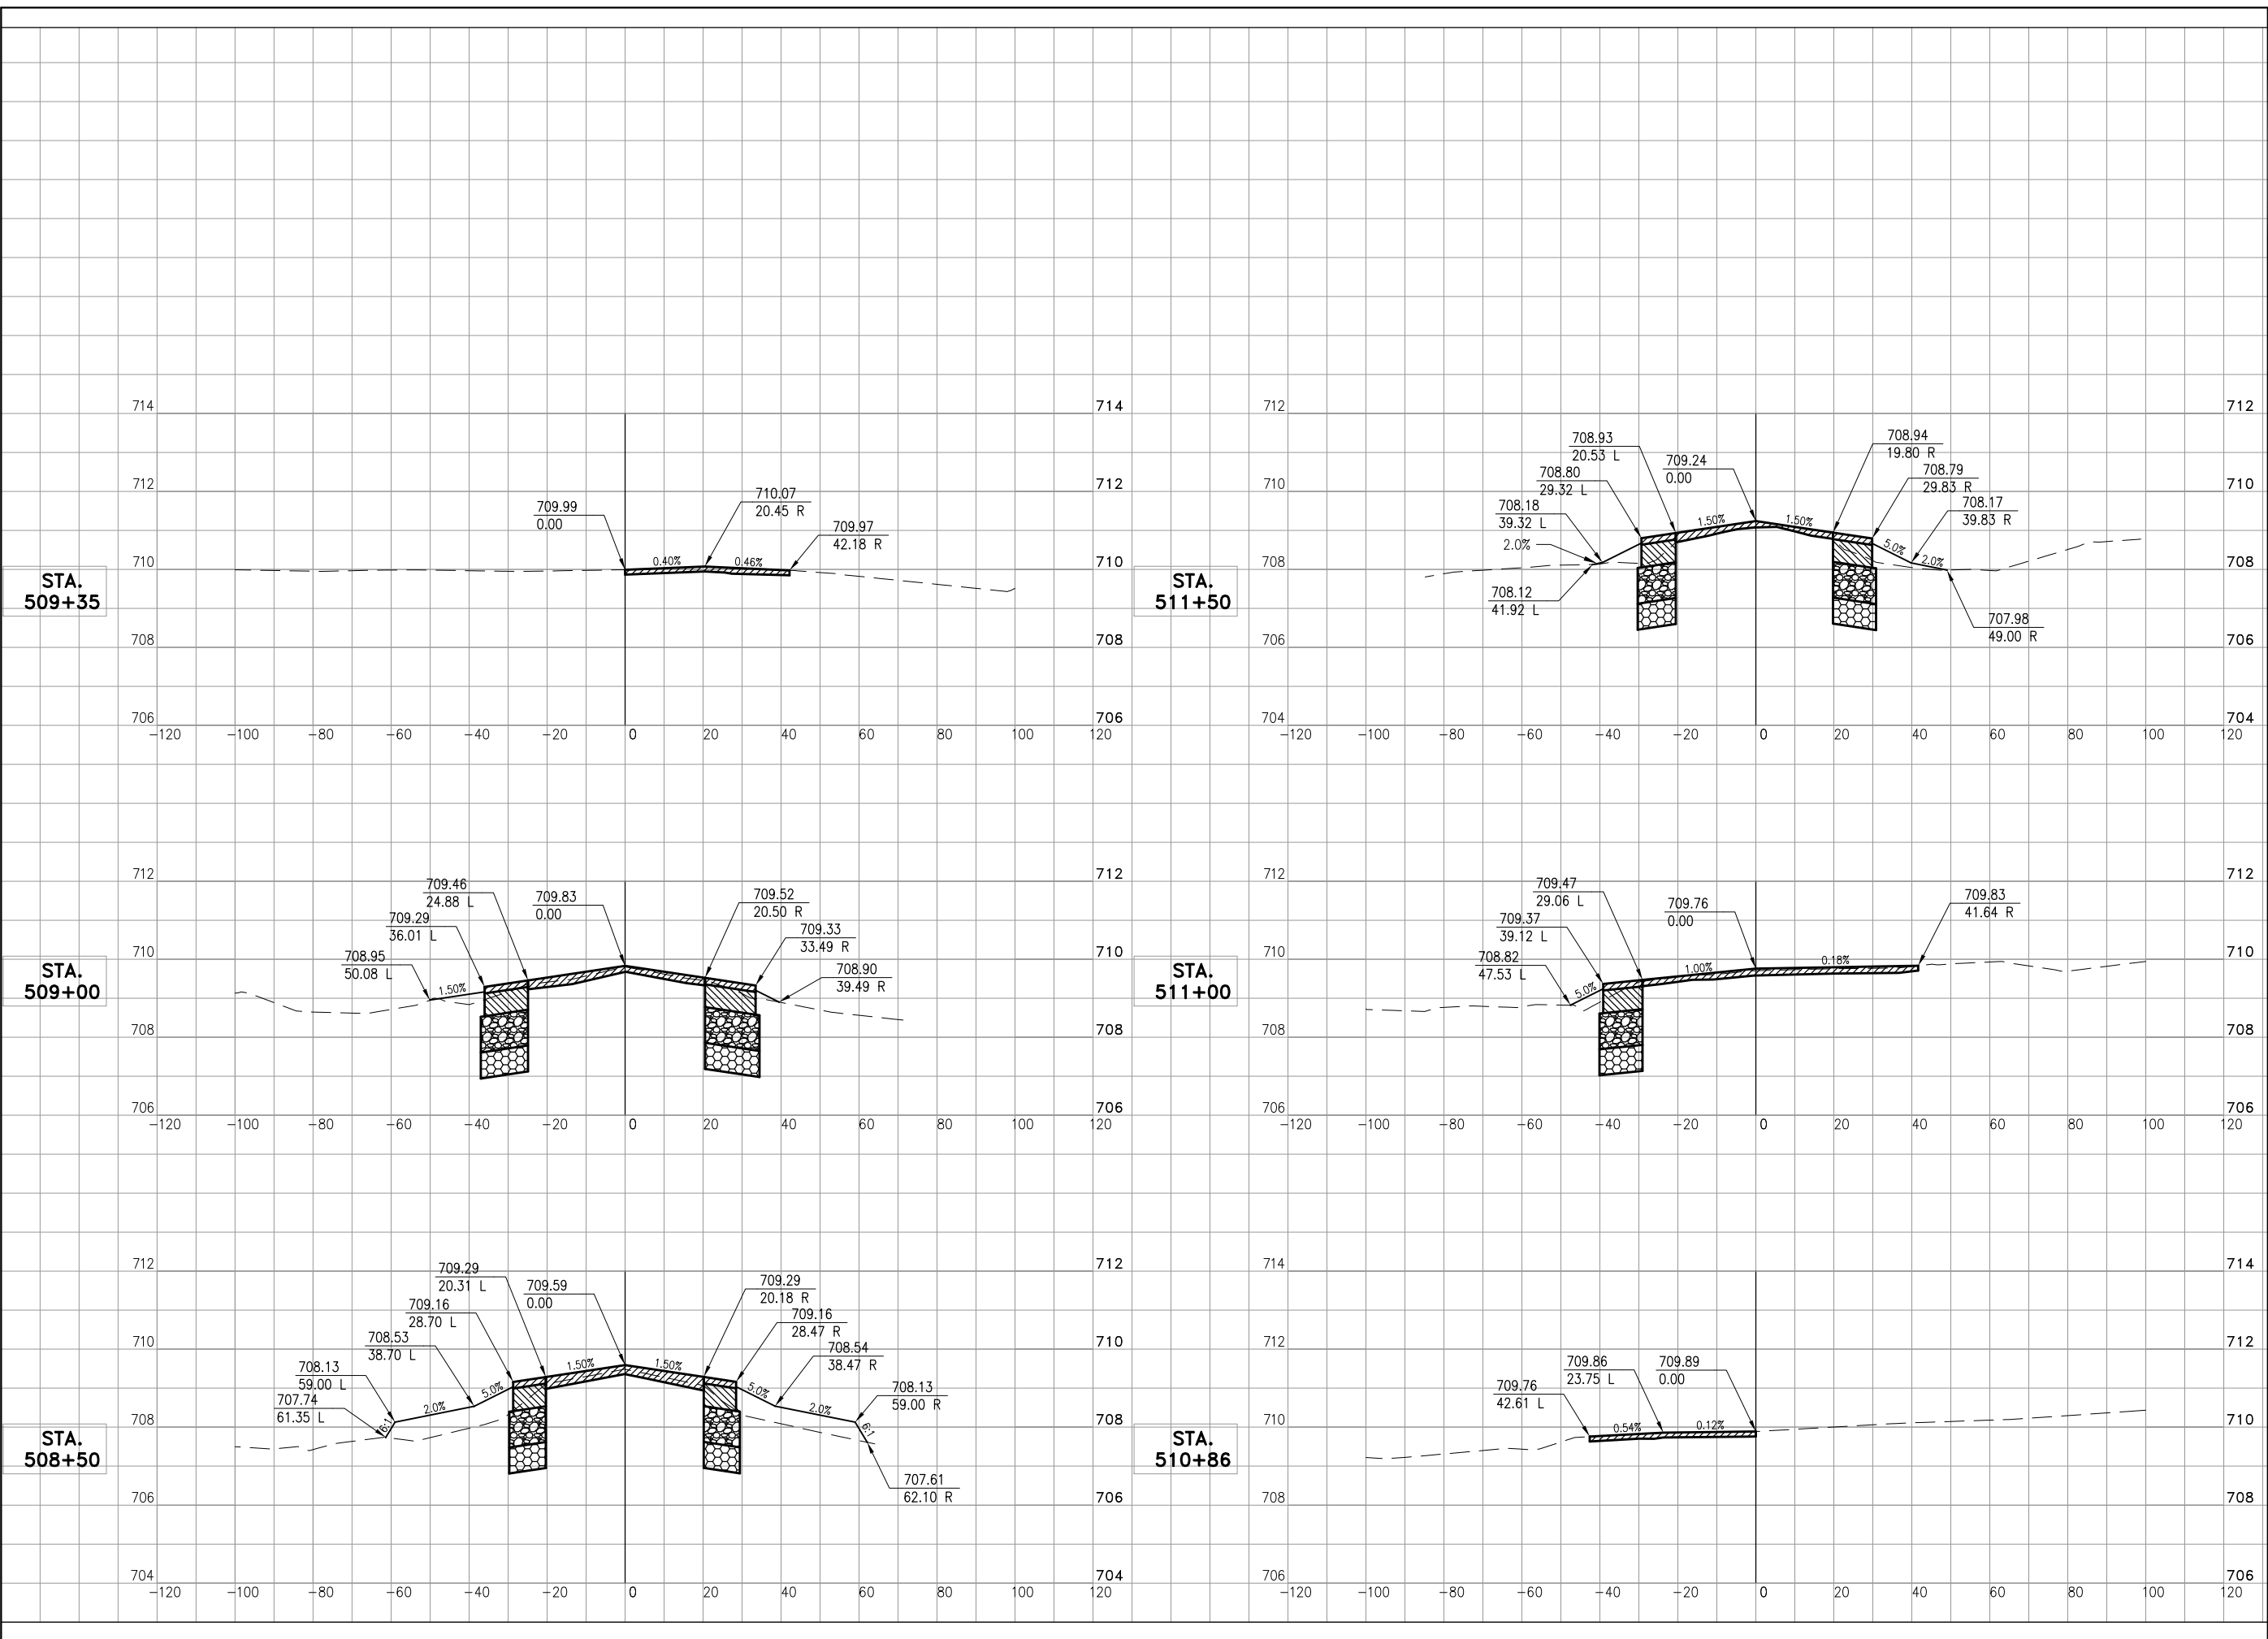 STA.
509+35
714
712
710
708
706
714
712
710
708
706
-120 -100 -80 -60 -40 -20 0 20 40 60 80 100 120
709.99
0.00
710.07
20.45 R
709.97
42.18 R
0.40%
0.46%
STA.
509+00
712
710
708
706
712
710
708
706
-120 -100 -80 -60 -40 -20 0 20 40 60 80 100 120
709.46
24.88 L
709.83
0.00
709.29
36.01 L
708.95
50.08 L
1.50%
709.52
20.50 R
709.33
33.49 R
708.90
39.49 R
STA.
508+50
712
710
708
706
704
712
710
708
706
704
-120 -100 -80 -60 -40 -20 0 20 40 60 80 100 120
709.29
20.31 L
709.59
0.00
709.16
28.70 L
708.53
38.70 L
708.13
59.00 L
707.74
61.35 L
6:1
2.0%
5.0%
1.50%
1.50%
5.0%
2.0%
6:1
709.29
20.18 R
709.16
28.47 R
708.54
38.47 R
708.13
59.00 R
707.61
62.10 R
STA.
511+50
712
710
708
706
704
712
710
708
706
704
-120 -100 -80 -60 -40 -20 0 20 40 60 80 100 120
708.93
20.53 L
709.24
0.00
708.80
29.32 L
708.18
39.32 L
2.0%
708.12
41.92 L
1.50%
1.50%
5.0%
2.0%
708.94
19.80 R
708.79
29.83 R
708.17
39.83 R
707.98
49.00 R
STA.
511+00
712
710
708
706
712
710
708
706
-120 -100 -80 -60 -40 -20 0 20 40 60 80 100 120
709.47
29.06 L
709.76
0.00
709.37
39.12 L
708.82
47.53 L
5.0%
1.00%
0.18%
709.83
41.64 R
STA.
510+86
714
712
710
708
706
714
712
710
708
706
-120 -100 -80 -60 -40 -20 0 20 40 60 80 100 120
709.86
23.75 L
709.89
0.00
709.76
42.61 L
0.54%
0.12%